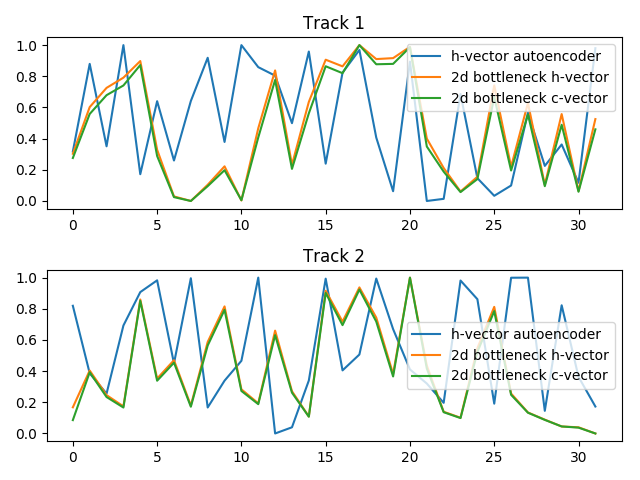 Track 1
1.0
0.8
0.6
0.4
0.2
0.0
h-vector autoencoder
2d bottleneck h-vector
2d bottleneck c-vector
0 5 10 15 20 25 30
Track 2
1.0
0.8
0.6
0.4
0.2
0.0
h-vector autoencoder
2d bottleneck h-vector
2d bottleneck c-vector
0 5 10 15 20 25 30